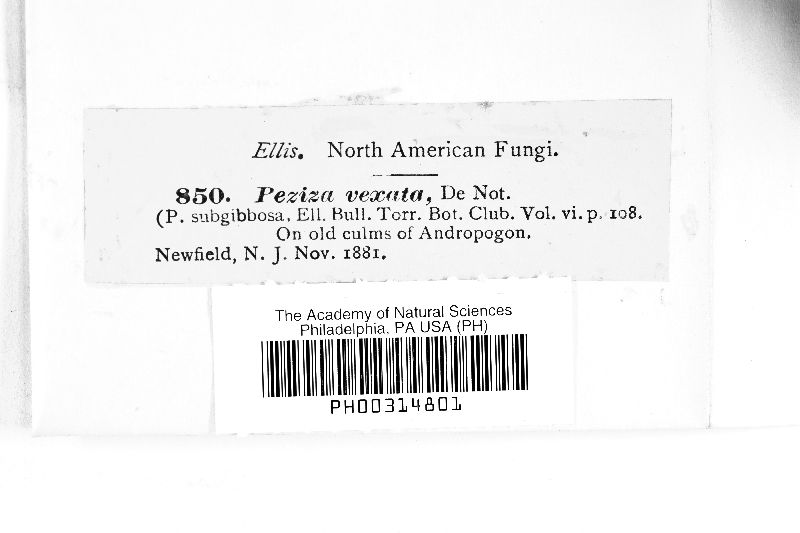 Ellis. North American Fungi.
850. Peziza vexata, De Not.
(P. subgibbosa, Ell. Bull. Torr. Bot. Club. Vol. vi. p. 108.
On old culms of Andropogon.
Newfield, N. J. Nov. 1881.
The Academy of Natural Sciences
Philadelphia, PA USA (PH)
PH00314801